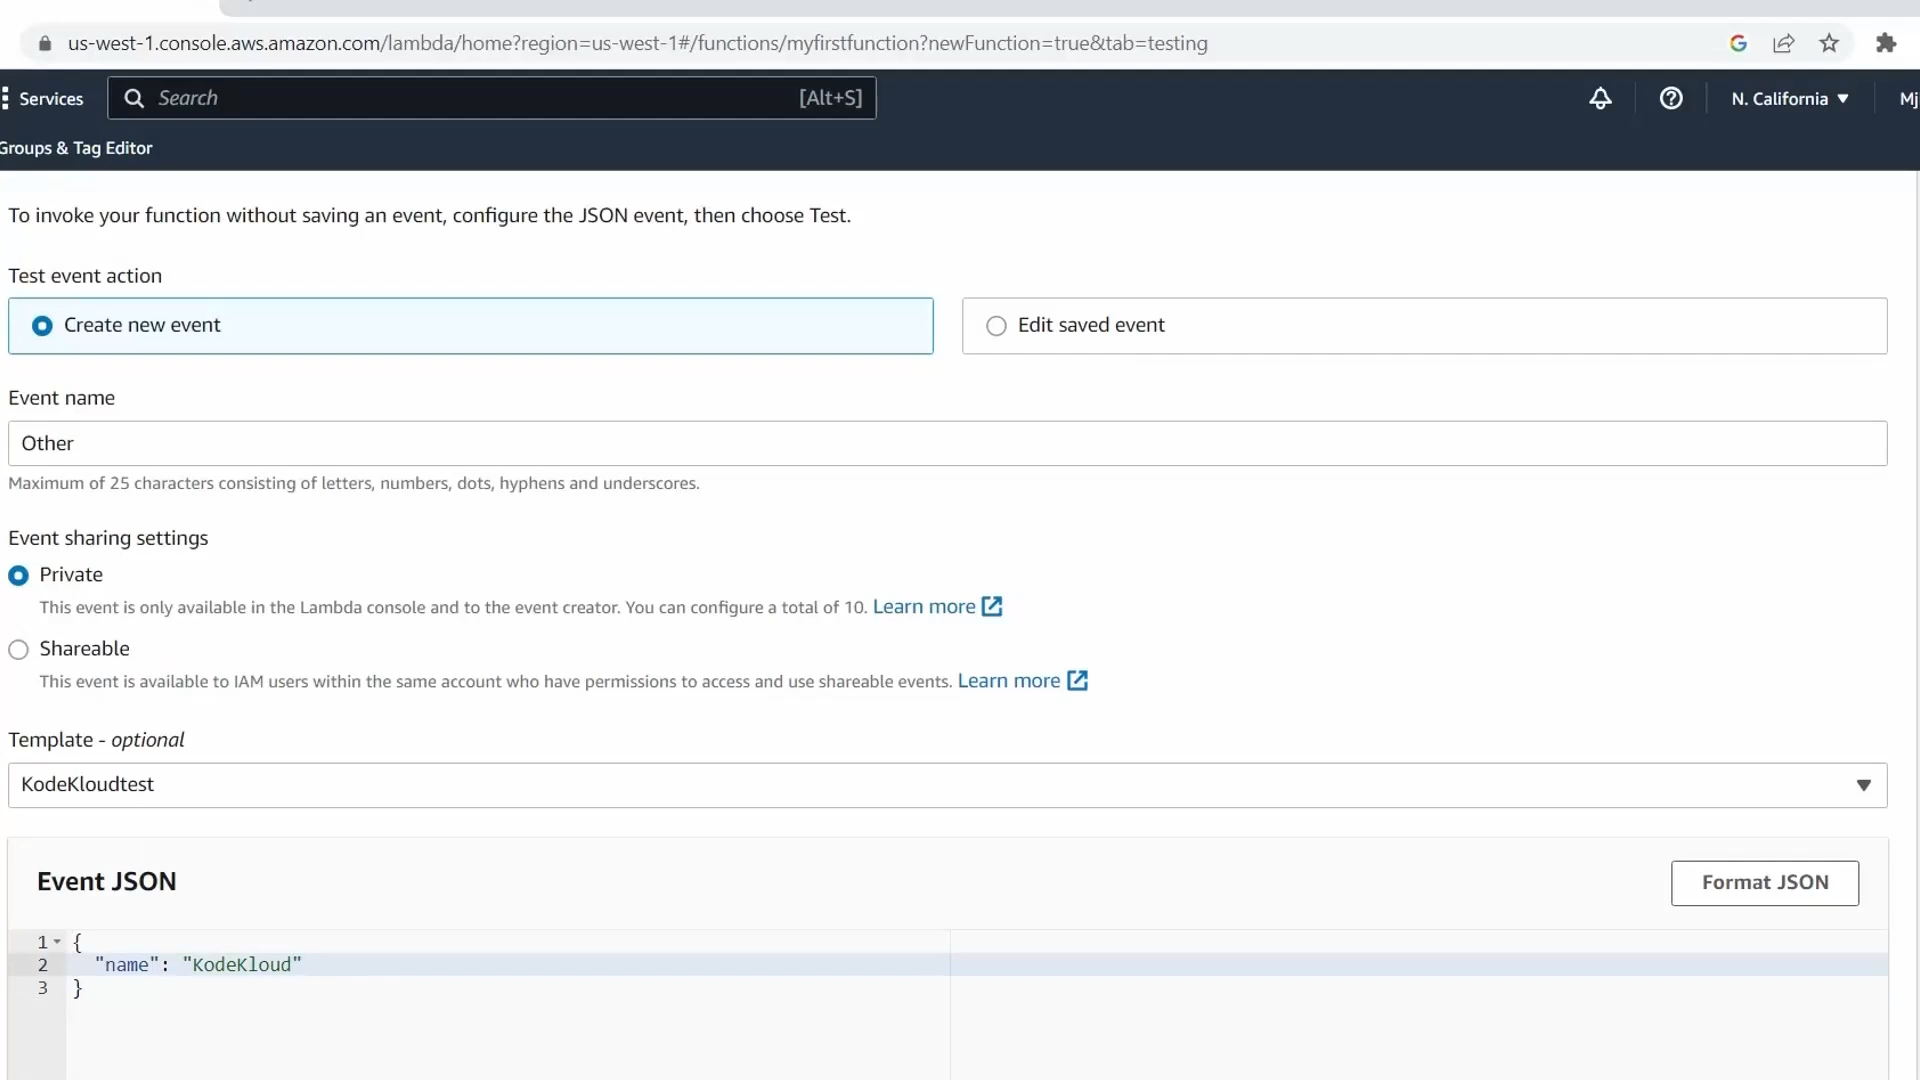 us-west-1.console.aws.amazon.com/lambda/home?region=us-west-1#/functions/myfirstfunction?newFunction=true&tab=testing
Services
Search
[Alt+S]
N. California
Groups & Tag Editor
To invoke your function without saving an event, configure the JSON event, then choose Test.
Test event action
Create new event
Edit saved event
Event name
Other
Maximum of 25 characters consisting of letters, numbers, dots, hyphens and underscores.
Event sharing settings
Private
This event is only available in the Lambda console and to the event creator. You can configure a total of 10. Learn more
Shareable
This event is available to IAM users within the same account who have permissions to access and use shareable events. Learn more
Template - optional
KodeKloudtest
Event JSON
Format JSON
1 {
2 "name": "KodeKloud"
3 }